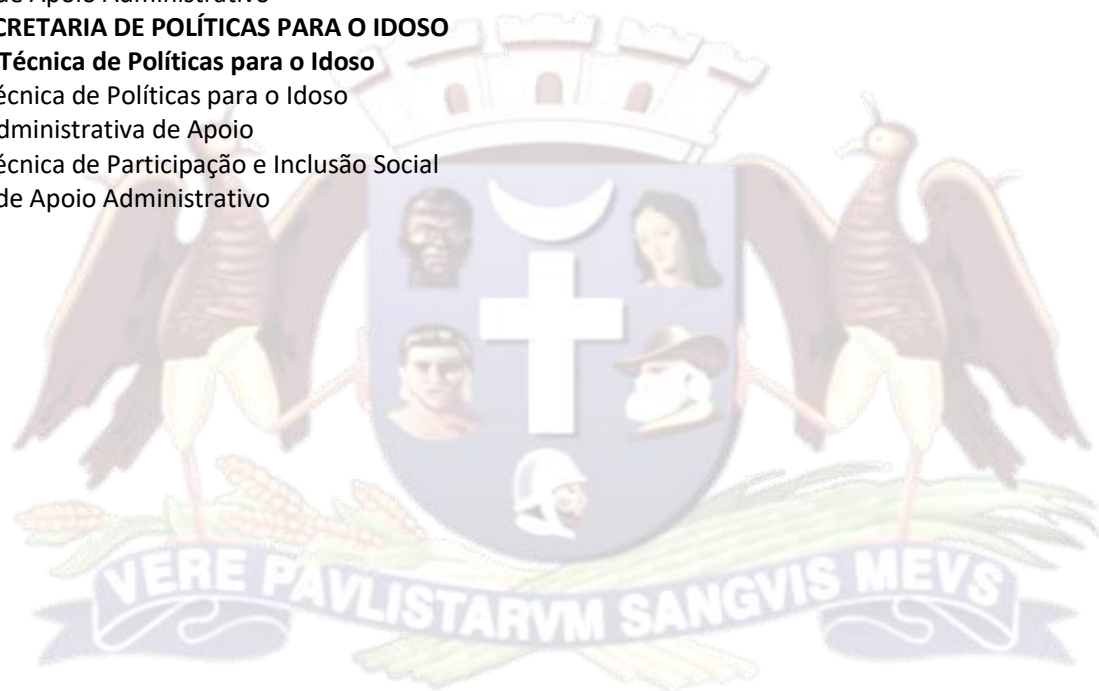 de Apoio Administrativo
CRETARIA DE POLÍTICAS PARA O IDOSO
Técnica de Políticas para o Idoso
écnica de Políticas para o Idoso
dministrativa de Apoio
écnica de Participação e Inclusão Social
de Apoio Administrativo
VERE PAVLISTARVM SANGVIS MEVS